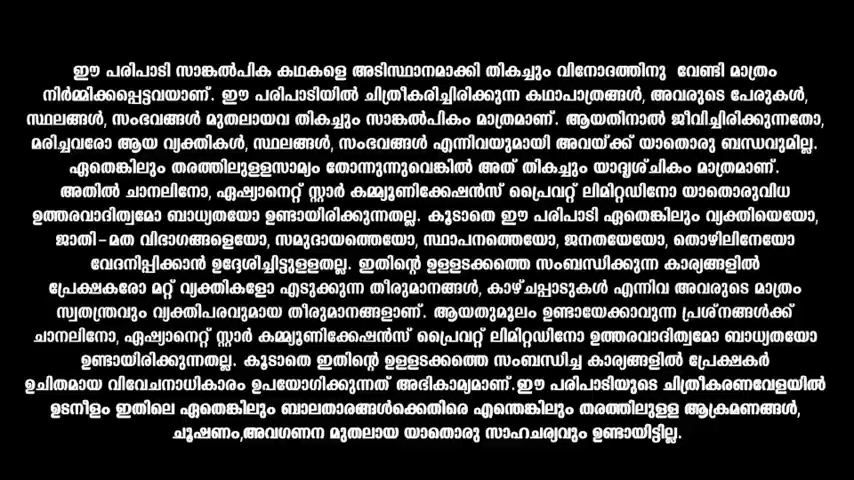 ഈ പരിപാടി സാങ്കൽപിക കഥകളെ അടിസ്ഥാനമാക്കി തികച്ചും വിനോദത്തിനു വേണ്ടി മാത്രം
നിർമ്മിക്കപ്പെട്ടവയാണ്. ഈ പരിപാടിയിൽ ചിത്രീകരിച്ചിരിക്കുന്ന കഥാപാത്രങ്ങൾ, അവരുടെ പേരുകൾ,
സ്ഥലങ്ങൾ, സംഭവങ്ങൾ മുതലായവ തികച്ചും സാങ്കൽപികം മാത്രമാണ്. ആയതിനാൽ ജീവിച്ചിരിക്കുന്നതോ,
മരിച്ചവരോ ആയ വ്യക്തികൾ, സ്ഥലങ്ങൾ, സംഭവങ്ങൾ എന്നിവയുമായി അവയ്ക്ക് യാതൊരു ബന്ധവുമില്ല.
ഏതെങ്കിലും തരത്തിലുള്ളസാമ്യം തോന്നുന്നുവെങ്കിൽ അത് തികച്ചും യാദൃശ്ചികം മാത്രമാണ്.
അതിൽ ചാനലിനോ, ഏഷ്യാനെറ്റ് സ്റ്റാർ കമ്മ്യൂണിക്കേഷൻസ് പ്രൈവറ്റ് ലിമിറ്റഡിനോ യാതൊരുവിധ
ഉത്തരവാദിത്വമോ ബാധ്യതയോ ഉണ്ടായിരിക്കുന്നതല്ല. കൂടാതെ ഈ പരിപാടി ഏതെങ്കിലും വ്യക്തിയെയോ,
ജാതി-മത വിഭാഗങ്ങളെയോ, സമുദായത്തെയോ, സ്ഥാപനത്തെയോ, ജനതയേയോ, തൊഴിലിനേയോ
വേദനിപ്പിക്കാൻ ഉദ്ദേശിച്ചിട്ടുള്ളതല്ല. ഇതിന്റെ ഉള്ളടക്കത്തെ സംബന്ധിക്കുന്ന കാര്യങ്ങളിൽ
പ്രേക്ഷകരോ മറ്റ് വ്യക്തികളോ എടുക്കുന്ന തീരുമാനങ്ങൾ, കാഴ്ചപ്പാടുകൾ എന്നിവ അവരുടെ മാത്രം
സ്വതന്ത്രവും വ്യക്തിപരവുമായ തീരുമാനങ്ങളാണ്. ആയതുമൂലം ഉണ്ടായേക്കാവുന്ന പ്രശ്നങ്ങൾക്ക്
ചാനലിനോ, ഏഷ്യാനെറ്റ് സ്റ്റാർ കമ്മ്യൂണിക്കേഷൻസ് പ്രൈവറ്റ് ലിമിറ്റഡിനോ ഉത്തരവാദിത്വമോ ബാധ്യതയോ
ഉണ്ടായിരിക്കുന്നതല്ല. കൂടാതെ ഇതിന്റെ ഉള്ളടക്കത്തെ സംബന്ധിച്ച കാര്യങ്ങളിൽ പ്രേക്ഷകർ
ഉചിതമായ വിവേചനാധികാരം ഉപയോഗിക്കുന്നത് അഭികാമ്യമാണ്.ഈ പരിപാടിയുടെ ചിത്രീകരണവേളയിൽ
ഉടനീളം ഇതിലെ ഏതെങ്കിലും ബാലതാരങ്ങൾക്കെതിരെ എന്തെങ്കിലും തരത്തിലുള്ള ആക്രമണങ്ങൾ,
ചൂഷണം,അവഗണന മുതലായ യാതൊരു സാഹചര്യവും ഉണ്ടായിട്ടില്ല.